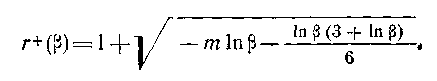 r⁺(β) = 1 + √(− m ln β − (ln β (3 + ln β))/6).